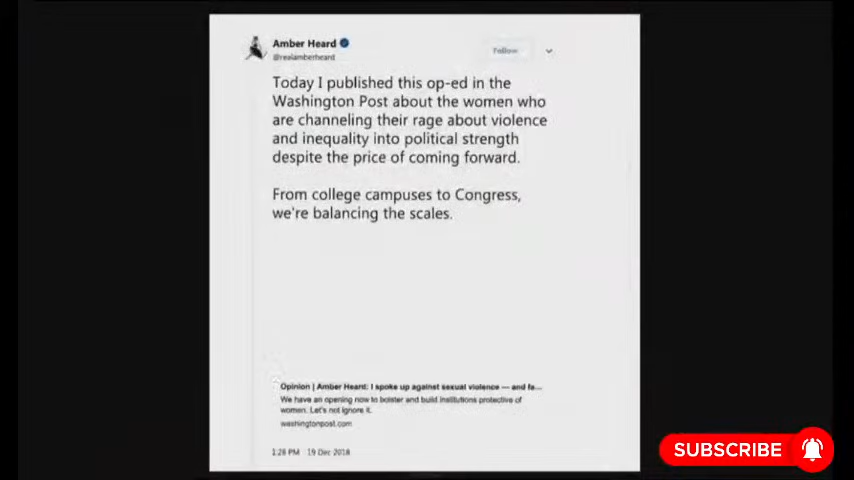 Amber Heard
@realamberheard
Follow
Today I published this op-ed in the
Washington Post about the women who
are channeling their rage about violence
and inequality into political strength
despite the price of coming forward.
From college campuses to Congress,
we're balancing the scales.
Opinion | Amber Heard: I spoke up against sexual violence — and fa...
We have an opening now to bolster and build institutions protective of
women. Let's not ignore it.
washingtonpost.com
1:28 PM 19 Dec 2018
SUBSCRIBE